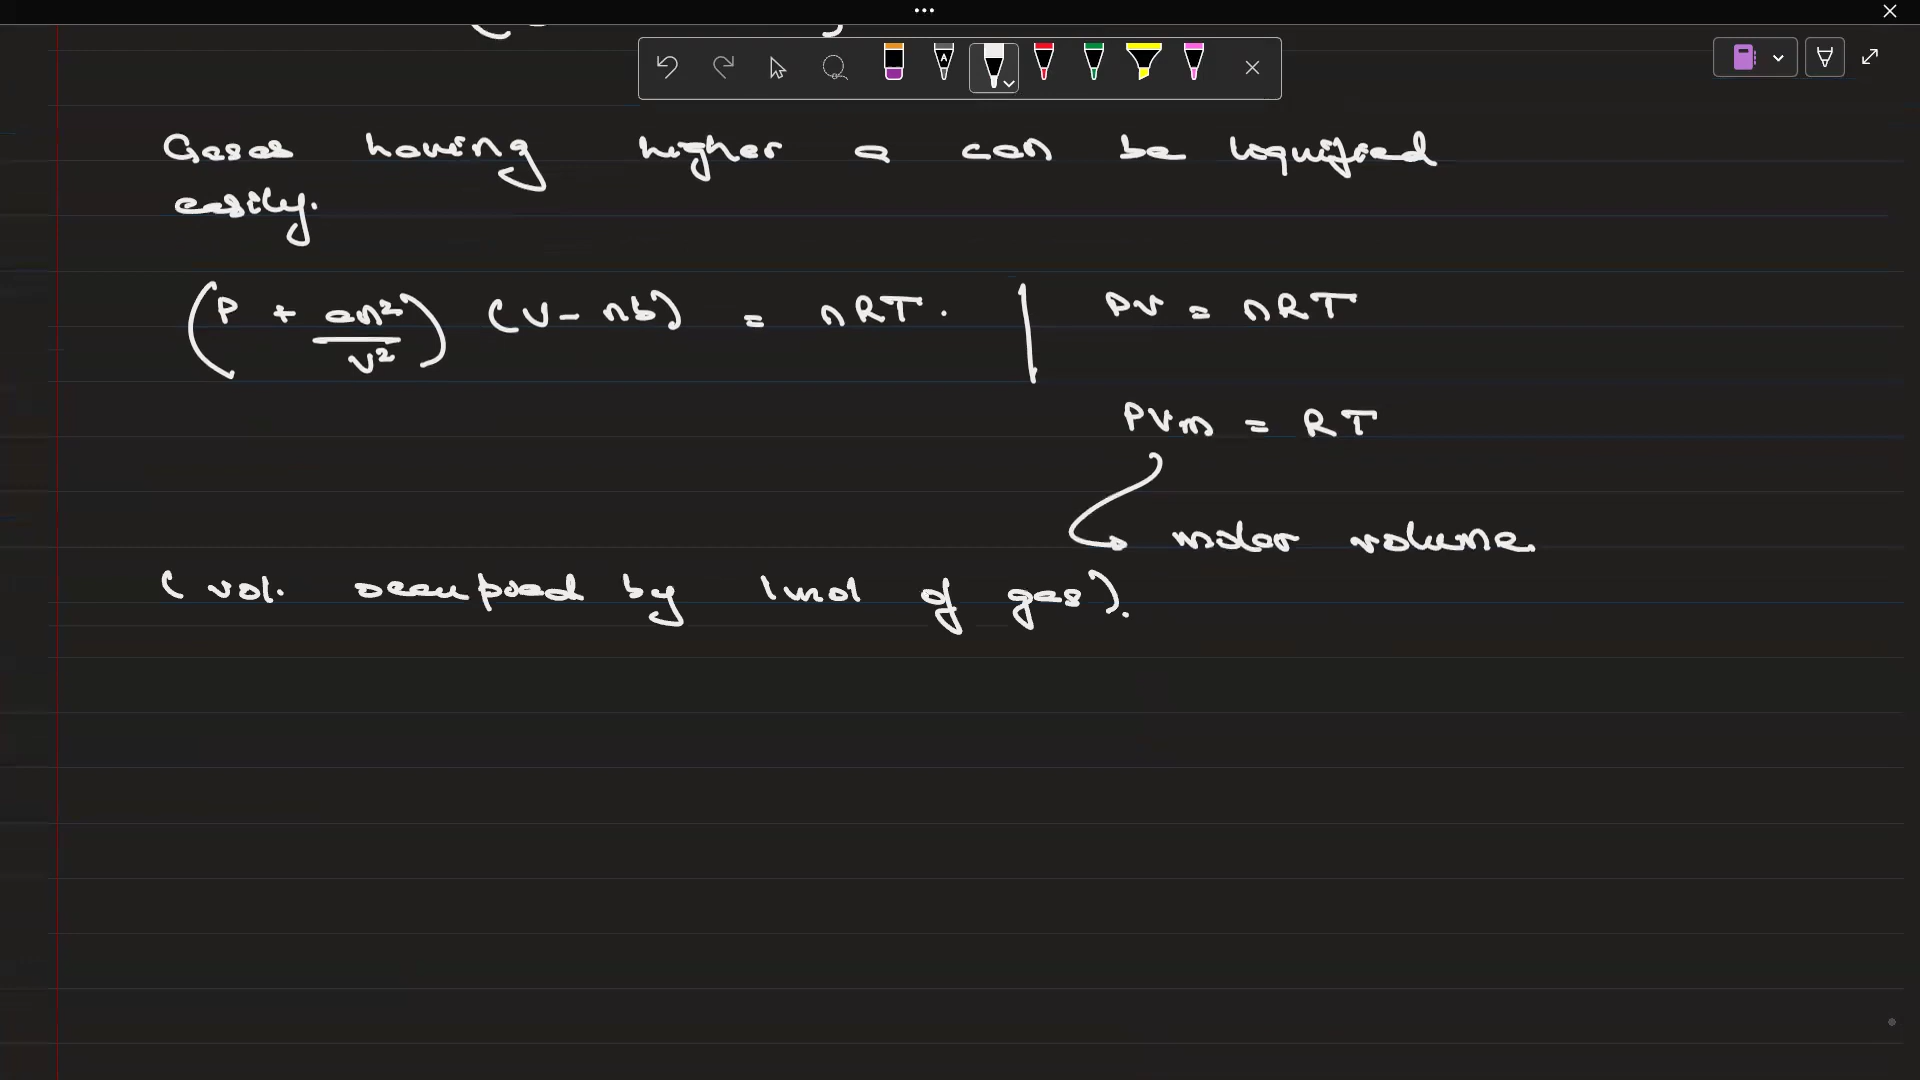 Gases having higher a can be liquified
easily.
(P + an²/V²) (V - nb) = nRT. | PV = nRT
PVm = RT
molar volume.
(vol. occupied by 1mol of gas).